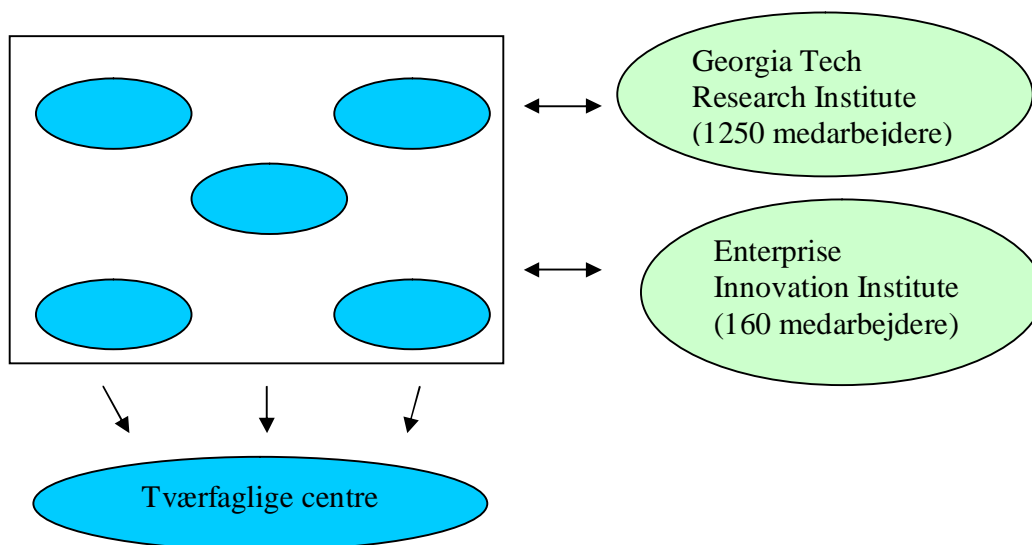 Georgia Tech
Research Institute
(1250 medarbejdere)
Enterprise
Innovation Institute
(160 medarbejdere)
Tværfaglige centre